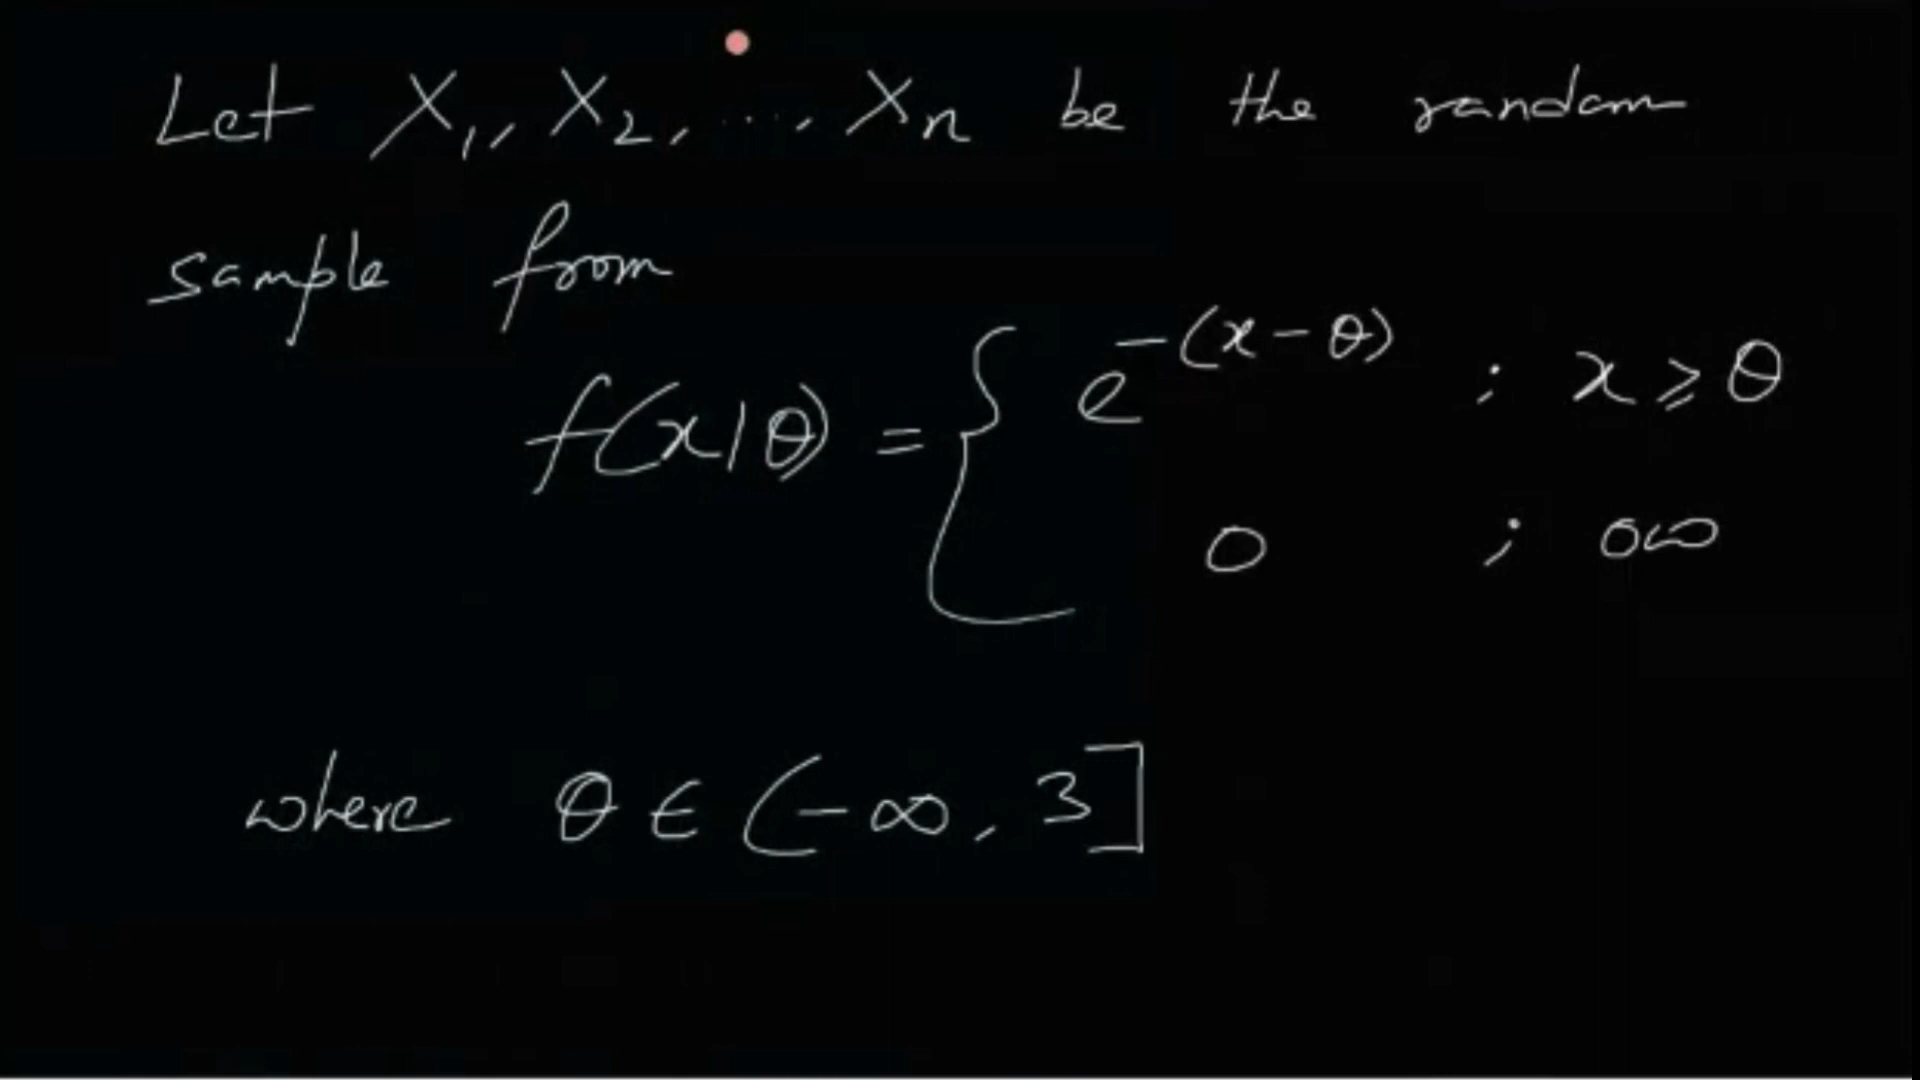 Let X₁, X₂, ..., Xn be the random
sample from
f(x|θ) = { e^-(x-θ) ; x ≥ θ
0 ; ow
where θ ∈ (-∞, 3]